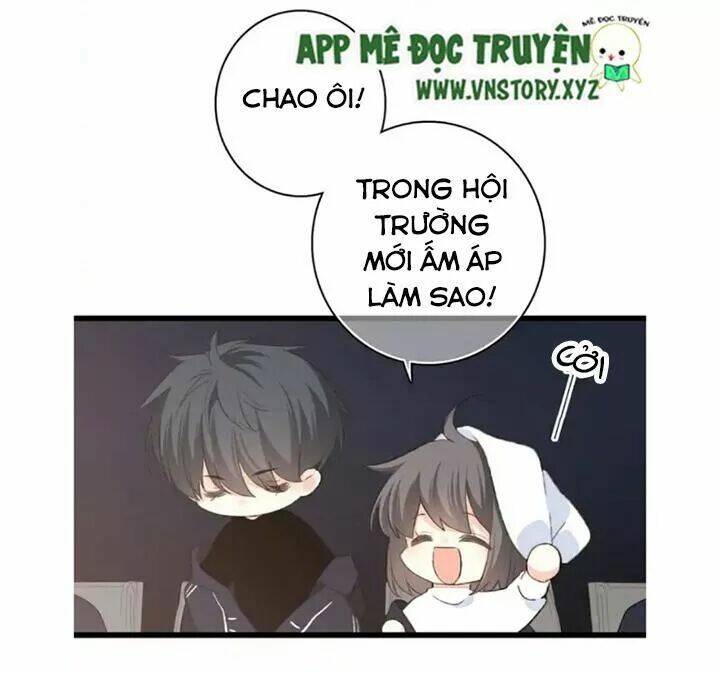 MÊ ĐỌC TRUYỆN
APP MÊ ĐỌC TRUYỆN
WWW.VNSTORY.XYZ
CHAO ÔI!
TRONG HỘI
TRƯỜNG
MỚI ẤM ÁP
LÀM SAO!
CỞI